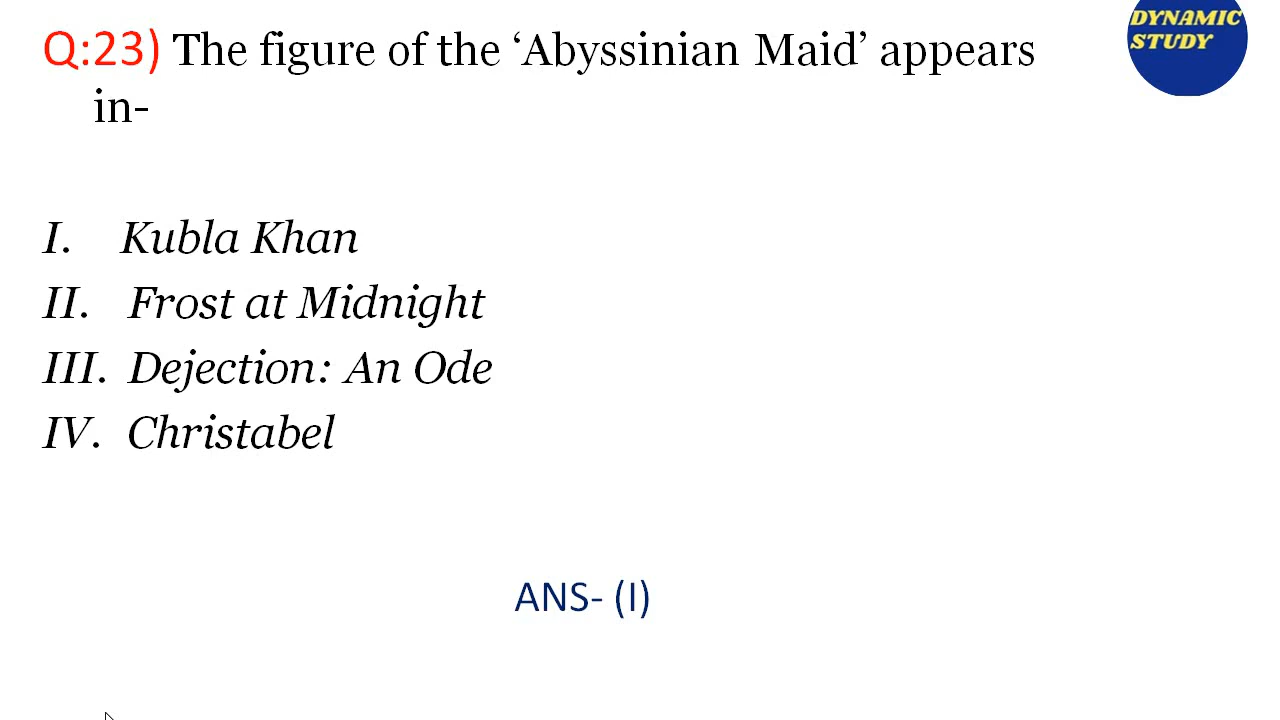 Q:23) The figure of the ‘Abyssinian Maid’ appears
in-
DYNAMIC
STUDY
I. Kubla Khan
II. Frost at Midnight
III. Dejection: An Ode
IV. Christabel
ANS- (I)